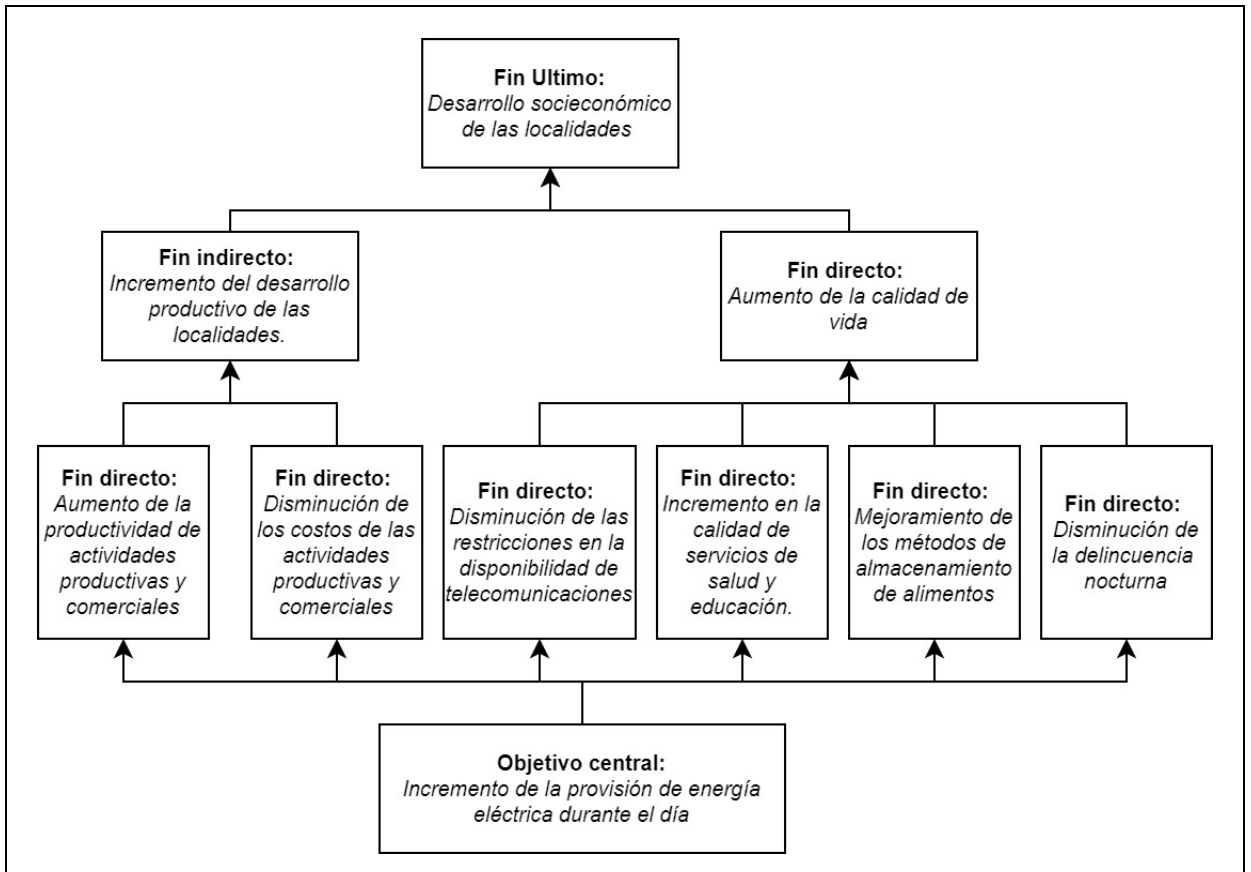 Fin Ultimo:
Desarrollo socieconómico
de las localidades
Fin indirecto:
Incremento del desarrollo
productivo de las
localidades.
Fin directo:
Aumento de la calidad de
vida
Fin directo:
Aumento de la
productividad de
actividades
productivas y
comerciales
Fin directo:
Disminución de
los costos de las
actividades
productivas y
comerciales
Fin directo:
Disminución de las
restricciones en la
disponibilidad de
telecomunicaciones
Fin directo:
Incremento en la
calidad de
servicios de
salud y
educación.
Fin directo:
Mejoramiento de
los métodos de
almacenamiento
de alimentos
Fin directo:
Disminución de
la delincuencia
nocturna
Objetivo central:
Incremento de la provisión de energía
eléctrica durante el día